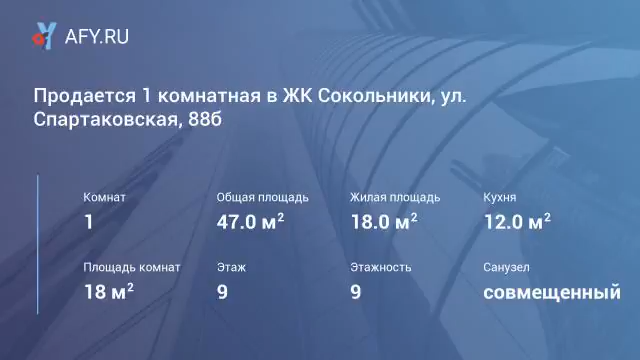 AFY.RU
Продается 1 комнатная в ЖК Сокольники, ул.
Спартаковская, 88б
Комнат
Общая площадь
Жилая площадь
Кухня
1
47.0 м²
18.0 м²
12.0 м²
Площадь комнат
Этаж
Этажность
Санузел
18 м²
9
9
совмещенный